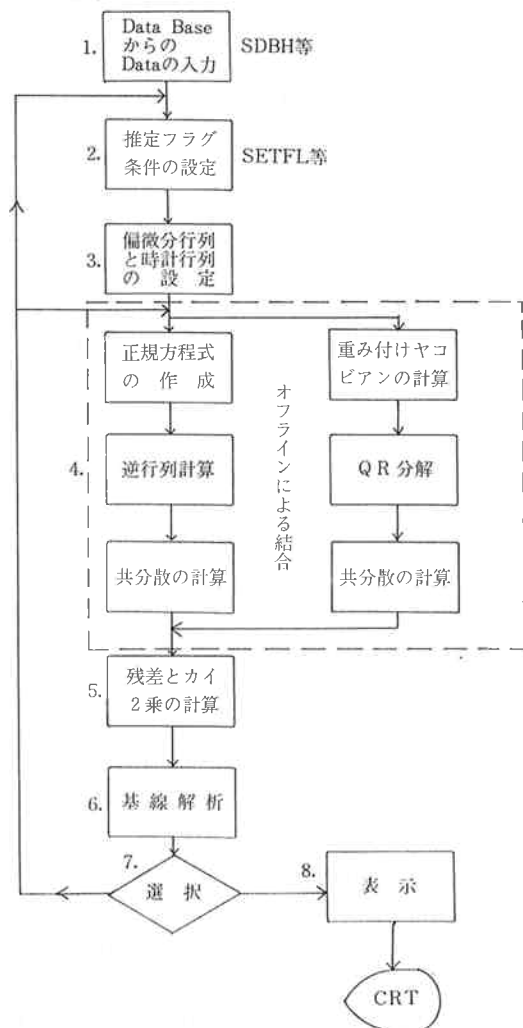 1.
Data Base
からの
Dataの入力
SDBH等
2.
推定フラグ
条件の設定
SETFL等
3.
偏微分行列
と時計行列
の設定
4.
正規方程式
の作成
逆行列計算
共分散の計算
オフラインによる結合
重み付けヤコ
ビアンの計算
QR分解
共分散の計算
5.
残差とカイ
2乗の計算
6.
基線解析
7.
選択
8.
表示
CRT